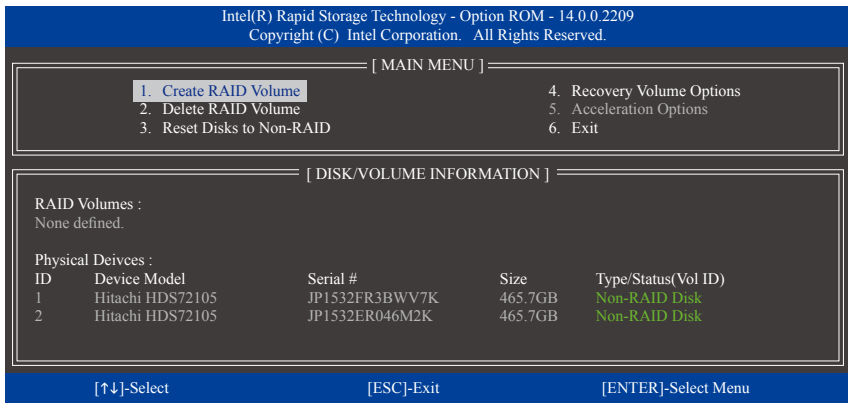 Intel(R) Rapid Storage Technology - Option ROM - 14.0.0.2209
Copyright (C) Intel Corporation. All Rights Reserved.
[ MAIN MENU ]
1. Create RAID Volume
2. Delete RAID Volume
3. Reset Disks to Non-RAID
4. Recovery Volume Options
5. Acceleration Options
6. Exit
[ DISK/VOLUME INFORMATION ]
RAID Volumes :
None defined.
Physical Deivces :
ID Device Model Serial # Size Type/Status(Vol ID)
1 Hitachi HDS72105 JP1532FR3BWV7K 465.7GB Non-RAID Disk
2 Hitachi HDS72105 JP1532ER046M2K 465.7GB Non-RAID Disk
[↑↓]-Select [ESC]-Exit [ENTER]-Select Menu